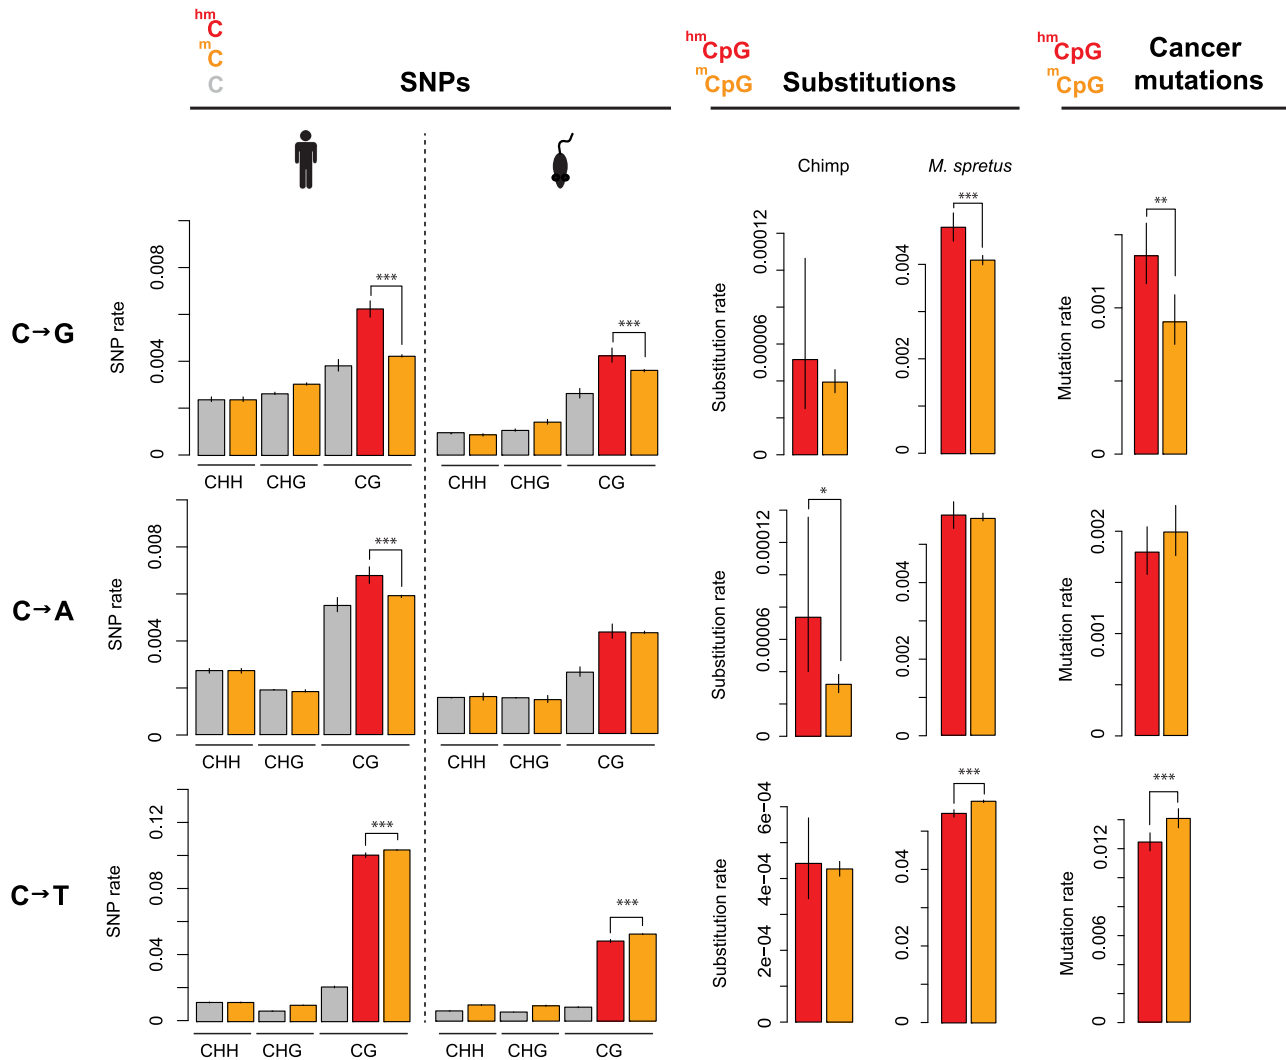 hmC
mC
C
SNPs
hmCpG
mCpG
Substitutions
hmCpG
mCpG
Cancer
mutations
Chimp
M. spretus
C→G
SNP rate
0
0.004
0.008
***
CHH
CHG
CG
***
CHH
CHG
CG
Substitution rate
0
0.00006
0.00012
0
0.002
0.004
***
Mutation rate
0
0.001
**
C→A
SNP rate
0
0.004
0.008
***
CHH
CHG
CG
CHH
CHG
CG
Substitution rate
0
0.00006
0.00012
*
0
0.002
0.004
Mutation rate
0
0.001
0.002
C→T
SNP rate
0
0.04
0.08
0.12
***
CHH
CHG
CG
***
CHH
CHG
CG
Substitution rate
0
2e−04
4e−04
6e−04
0
0.02
0.04
***
Mutation rate
0
0.006
0.012
***